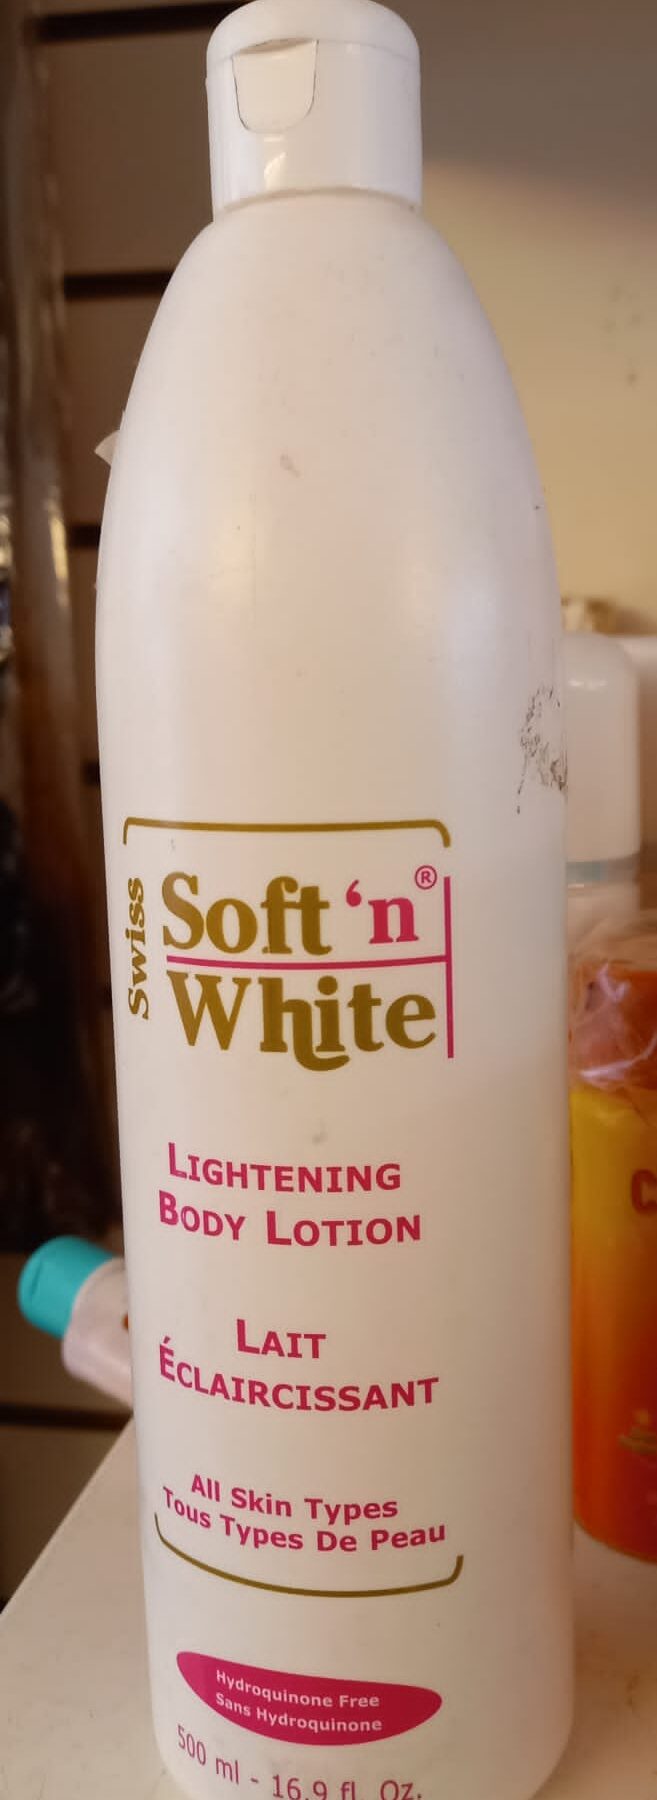 Swiss
Soft 'n®
White
LIGHTENING
BODY LOTION
LAIT
ÉCLAIRCISSANT
All Skin Types
Tous Types De Peau
Hydroquinone Free
Sans Hydroquinone
500 ml - 16.9 fl. Oz.
C